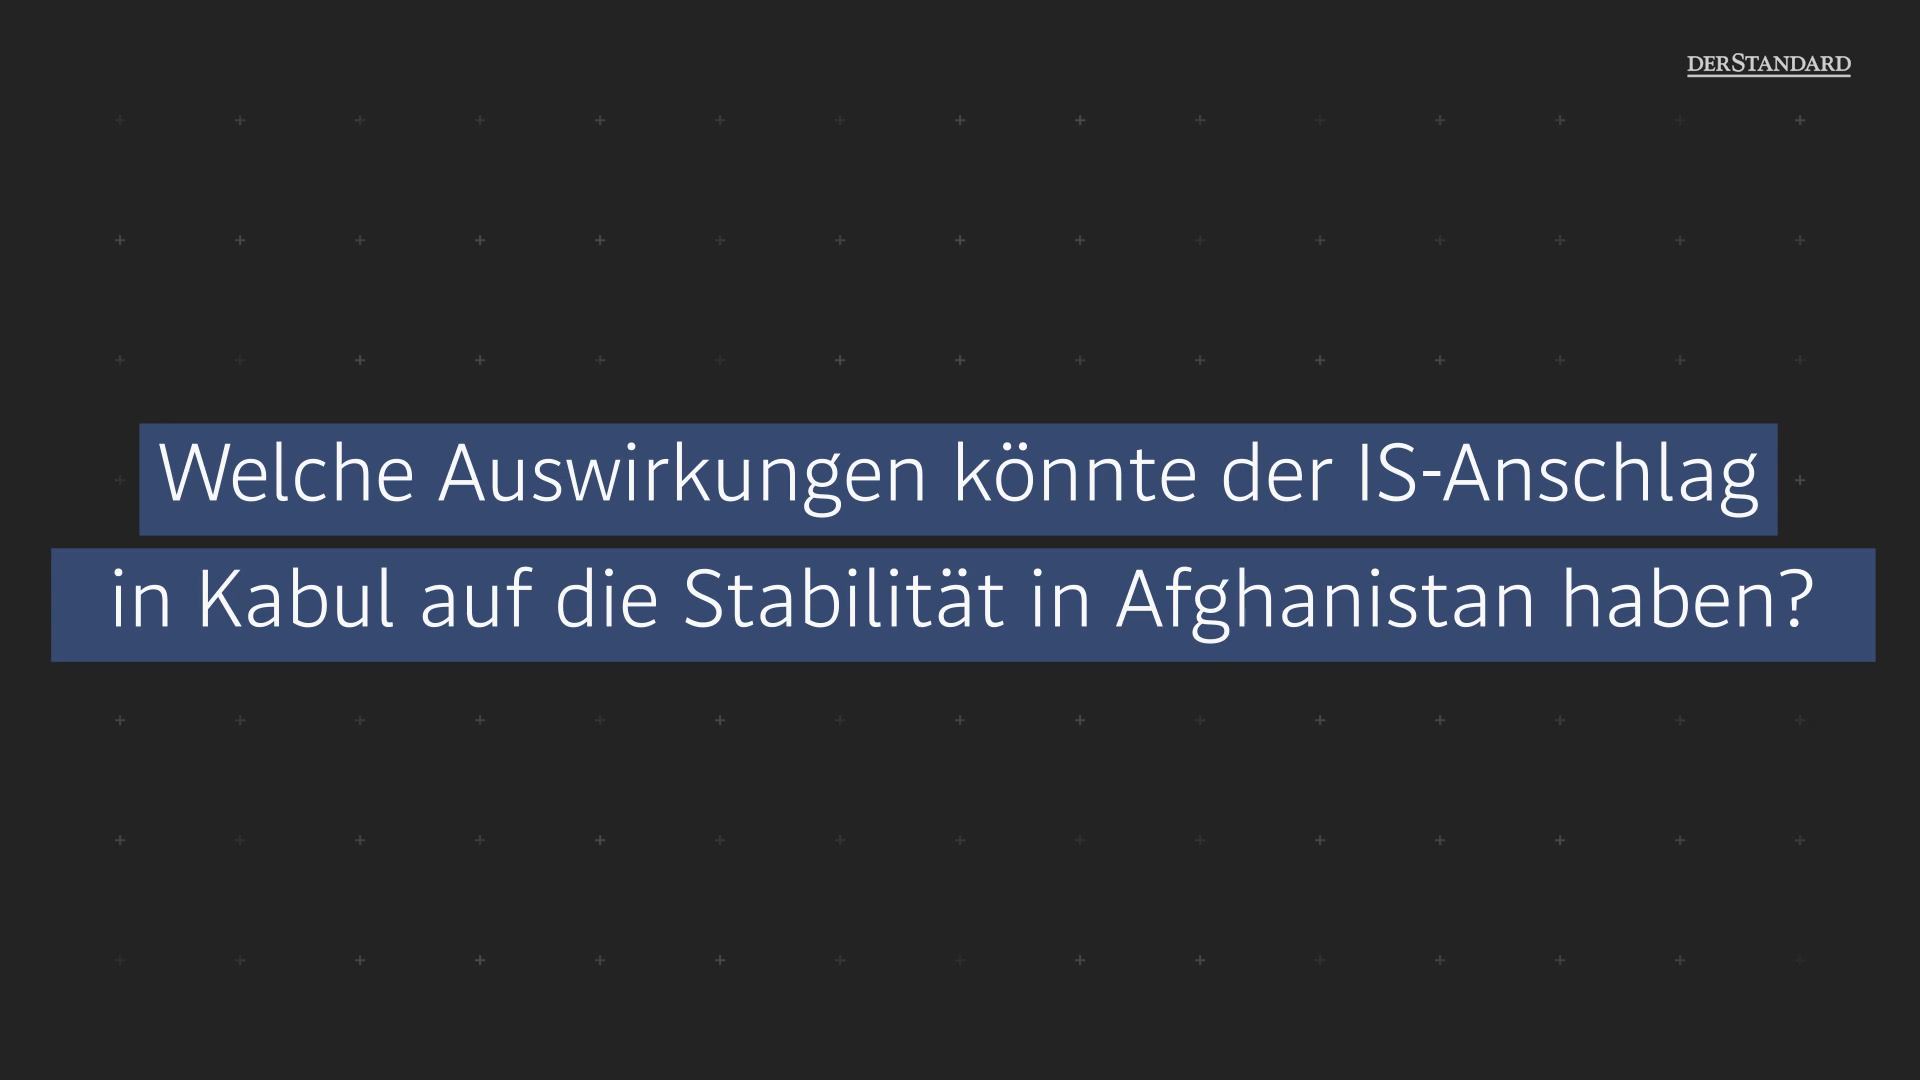 DERSTANDARD
Welche Auswirkungen könnte der IS-Anschlag
in Kabul auf die Stabilität in Afghanistan haben?